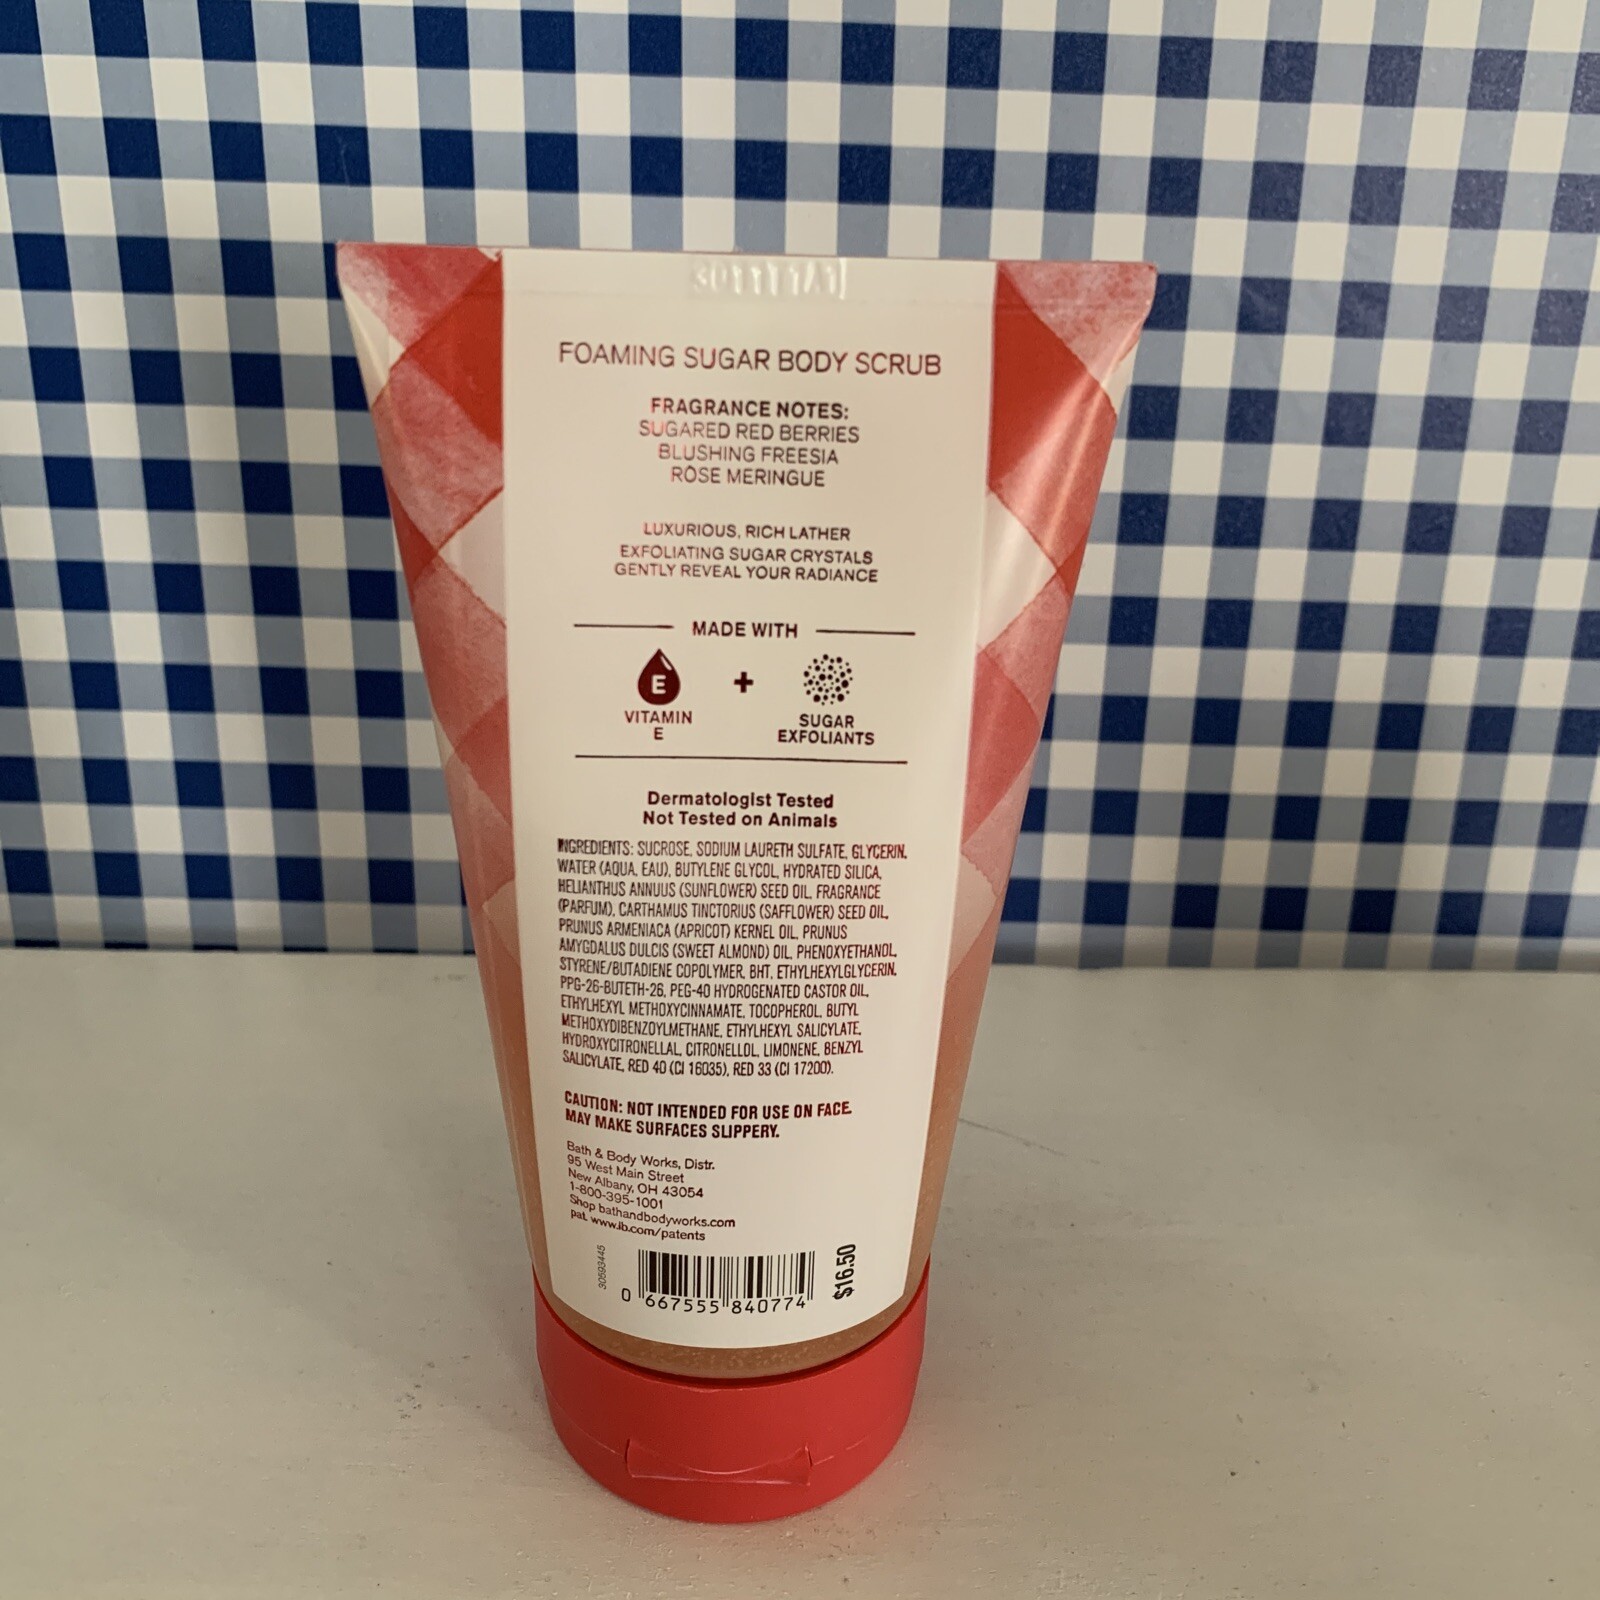 FOAMING SUGAR BODY SCRUB
FRAGRANCE NOTES:
SUGARED RED BERRIES
BLUSHING FREESIA
ROSE MERINGUE
LUXURIOUS, RICH LATHER
EXFOLIATING SUGAR CRYSTALS
GENTLY REVEAL YOUR RADIANCE
MADE WITH
E + 
VITAMIN E
SUGAR EXFOLIANTS
Dermatologist Tested
Not Tested on Animals
INGREDIENTS: SUCROSE, SODIUM LAURETH SULFATE, GLYCERIN,
WATER (AQUA, EAU), BUTYLENE GLYCOL, HYDRATED SILICA,
HELIANTHUS ANNUUS (SUNFLOWER) SEED OIL, FRAGRANCE
(PARFUM), CARTHAMUS TINCTORIUS (SAFFLOWER) SEED OIL,
PRUNUS ARMENIACA (APRICOT) KERNEL OIL, PRUNUS
AMYGDALUS DULCIS (SWEET ALMOND) OIL, PHENOXYETHANOL,
STYRENE/BUTADIENE COPOLYMER, BHT, ETHYLHEXYLGLYCERIN,
PPG-26-BUTETH-26, PEG-40 HYDROGENATED CASTOR OIL,
ETHYLHEXYL METHOXYCINNAMATE, TOCOPHEROL, BUTYL
METHOXYDIBENZOYLMETHANE, ETHYLHEXYL SALICYLATE,
HYDROXYCITRONELLAL, CITRONELLOL, LIMONENE, BENZYL
SALICYLATE, RED 40 (CI 16035), RED 33 (CI 17200).
CAUTION: NOT INTENDED FOR USE ON FACE.
MAY MAKE SURFACES SLIPPERY.
Bath & Body Works, Distr.
95 West Main Street
New Albany, OH 43054
1-800-395-1001
Shop bathandbodyworks.com
pat. www.lb.com/patents
30593445
0 667555 840774
$16.50